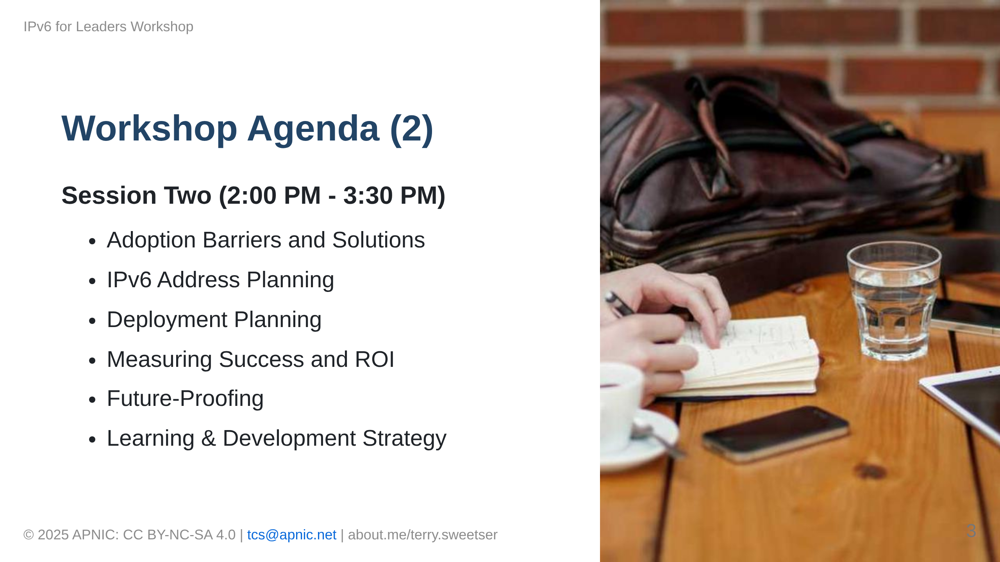 IPv6 for Leaders Workshop
Workshop Agenda (2)
Session Two (2:00 PM - 3:30 PM)
• Adoption Barriers and Solutions
• IPv6 Address Planning
• Deployment Planning
• Measuring Success and ROI
• Future-Proofing
• Learning & Development Strategy
© 2025 APNIC: CC BY-NC-SA 4.0 | tcs@apnic.net | about.me/terry.sweetser
3